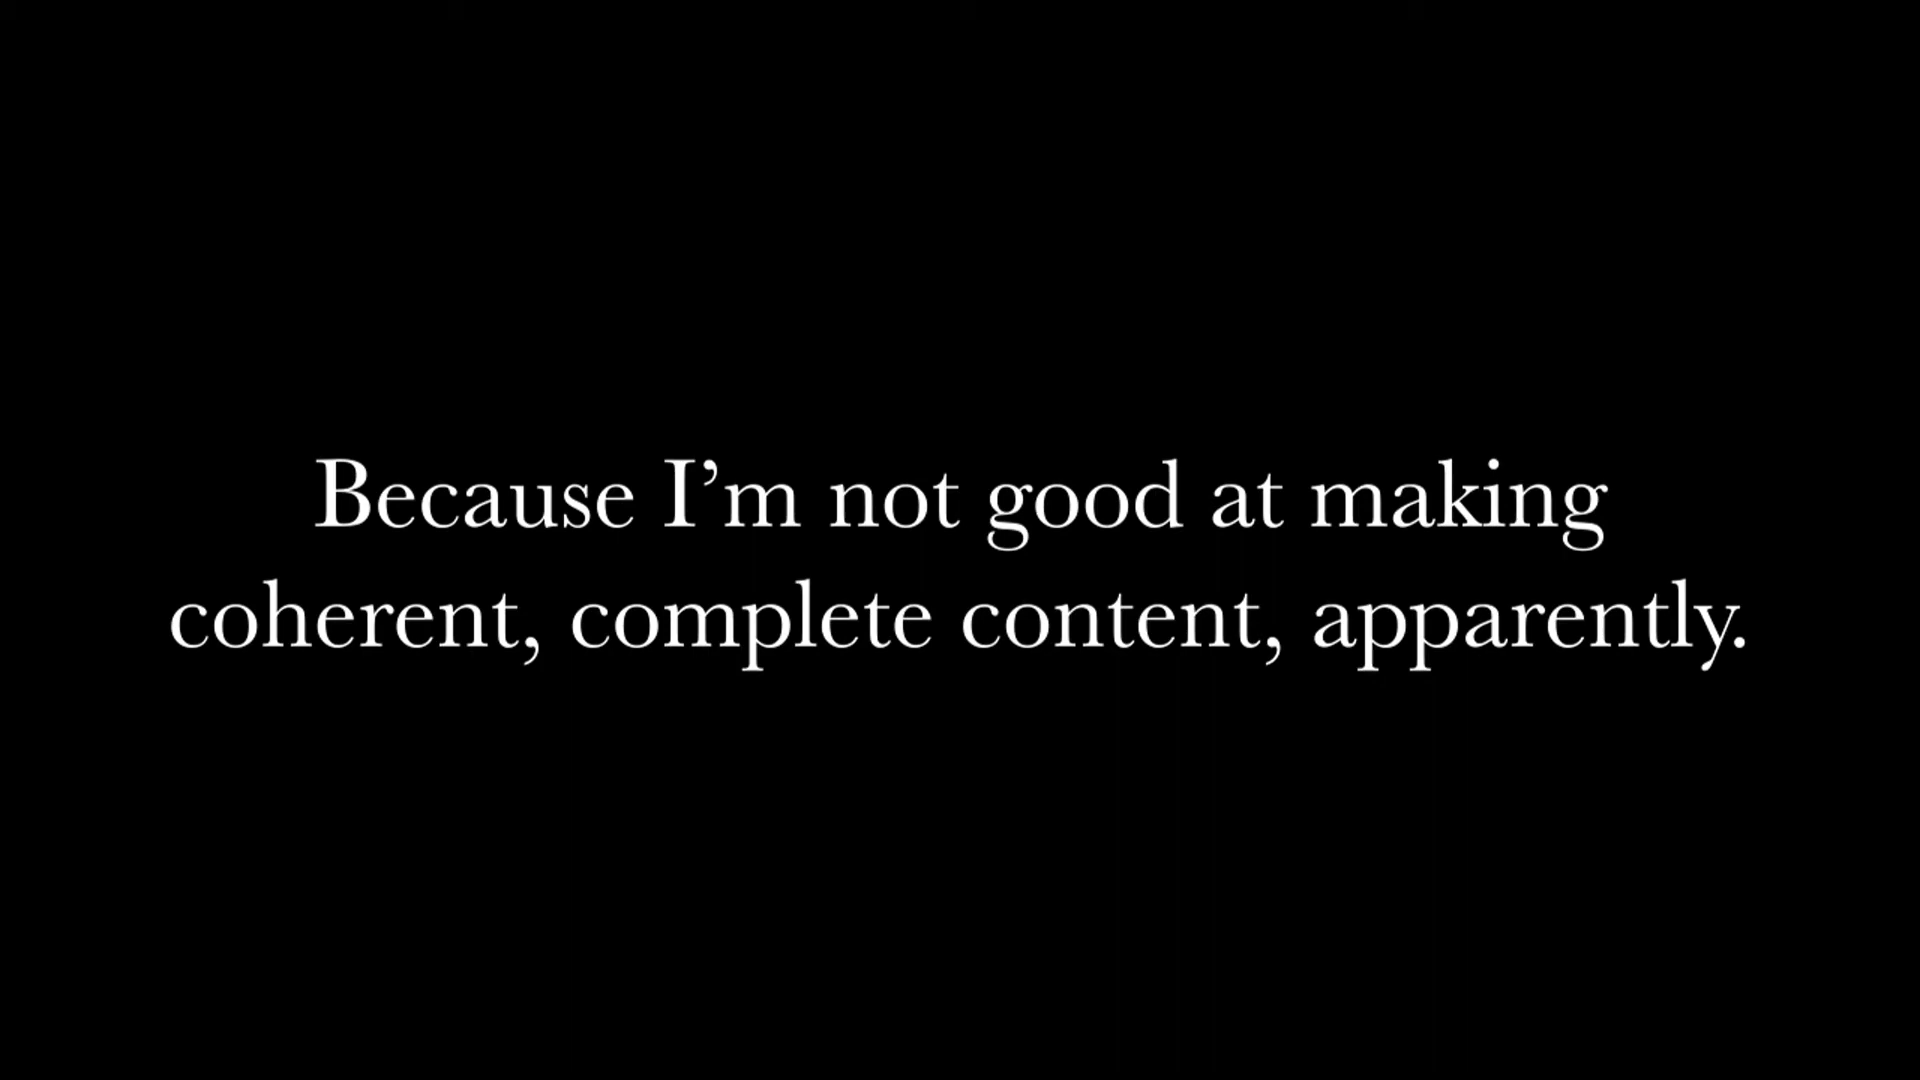 Because I’m not good at making
coherent, complete content, apparently.